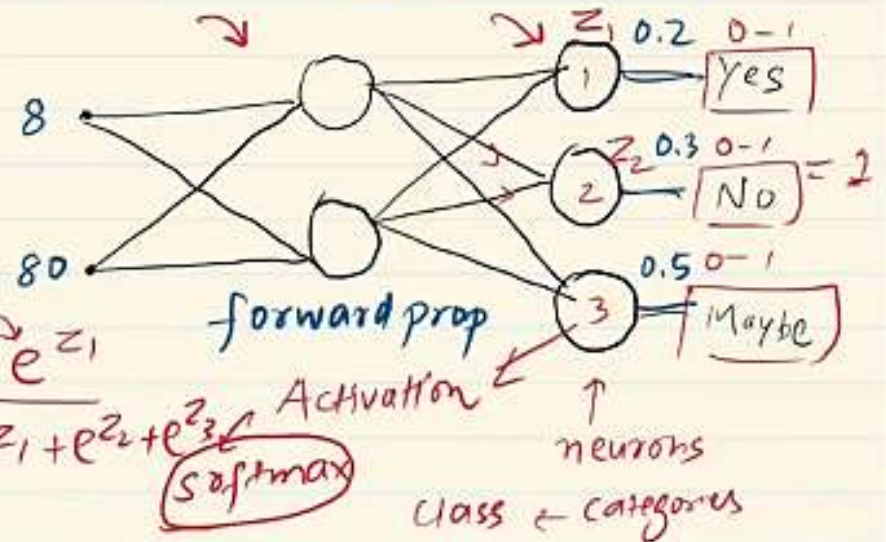 Z₁ 0.2 0-1
1 Yes
8
Z₂ 0.3 0-1
2 No = 1
80
0.5 0-1
3 Maybe
forward prop
e^z₁
z₁ + e^z₂ + e^z₃
Activation
softmax
↑
neurons
class ← categories